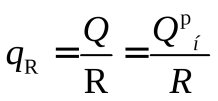 q_R = Q/R = Q^p_í/R